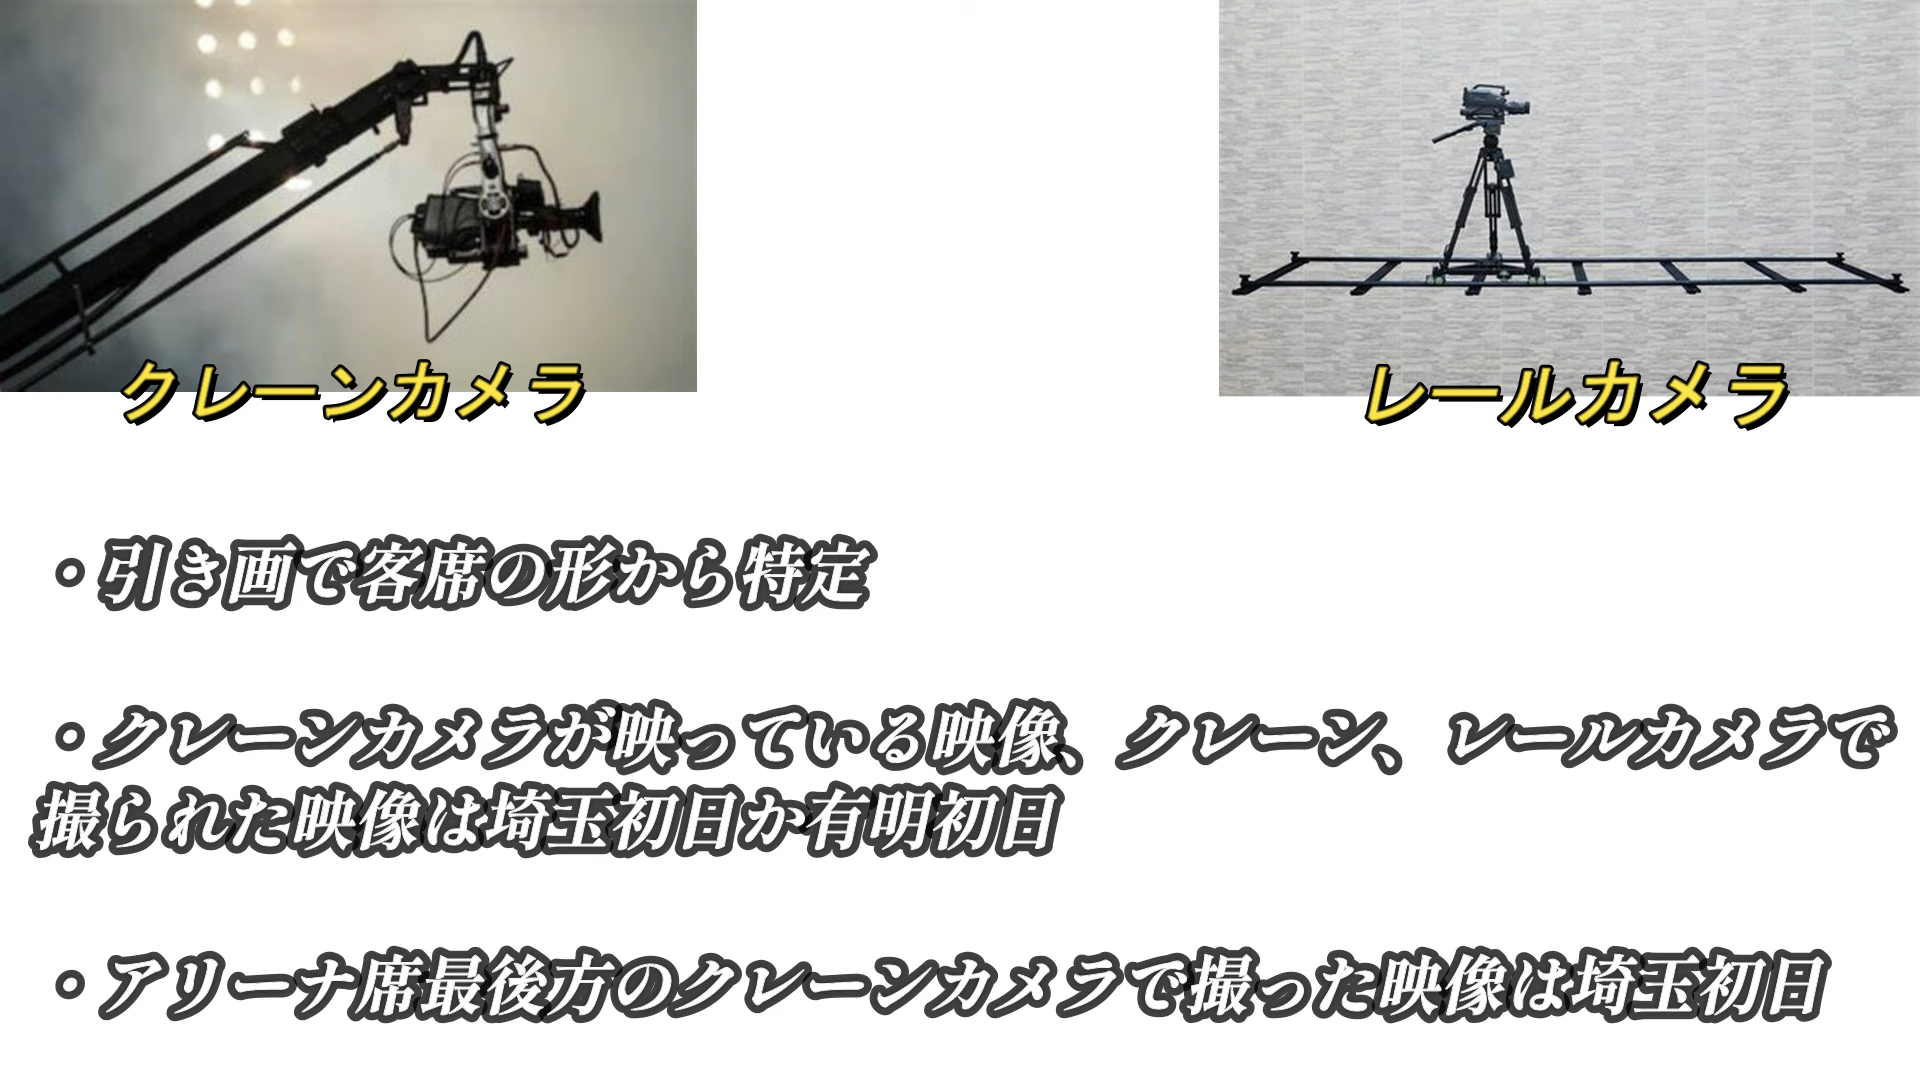 クレーンカメラ
レールカメラ
・引き画で客席の形から特定
・クレーンカメラが映っている映像、クレーン、レールカメラで
撮られた映像は埼玉初日か有明初日
・アリーナ席最後方のクレーンカメラで撮った映像は埼玉初日